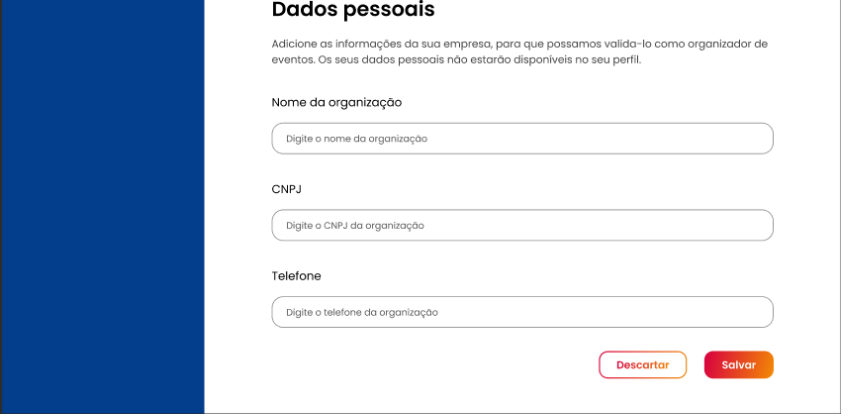 Dados pessoais
Adicione as informações da sua empresa, para que possamos valida-lo como organizador de
eventos. Os seus dados pessoais não estarão disponíveis no seu perfil.
Nome da organização
Digite o nome da organização
CNPJ
Digite o CNPJ da organização
Telefone
Digite o telefone da organização
Descartar
Salvar